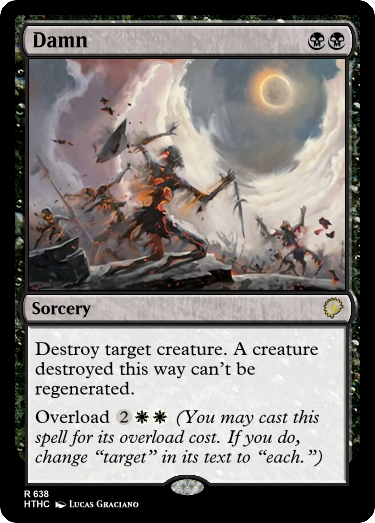 Damn
Sorcery
Destroy target creature. A creature
destroyed this way can't be
regenerated.
Overload 2 (You may cast this
spell for its overload cost. If you do,
change “target” in its text to “each.”)
R 638
HTHC Lucas Graciano